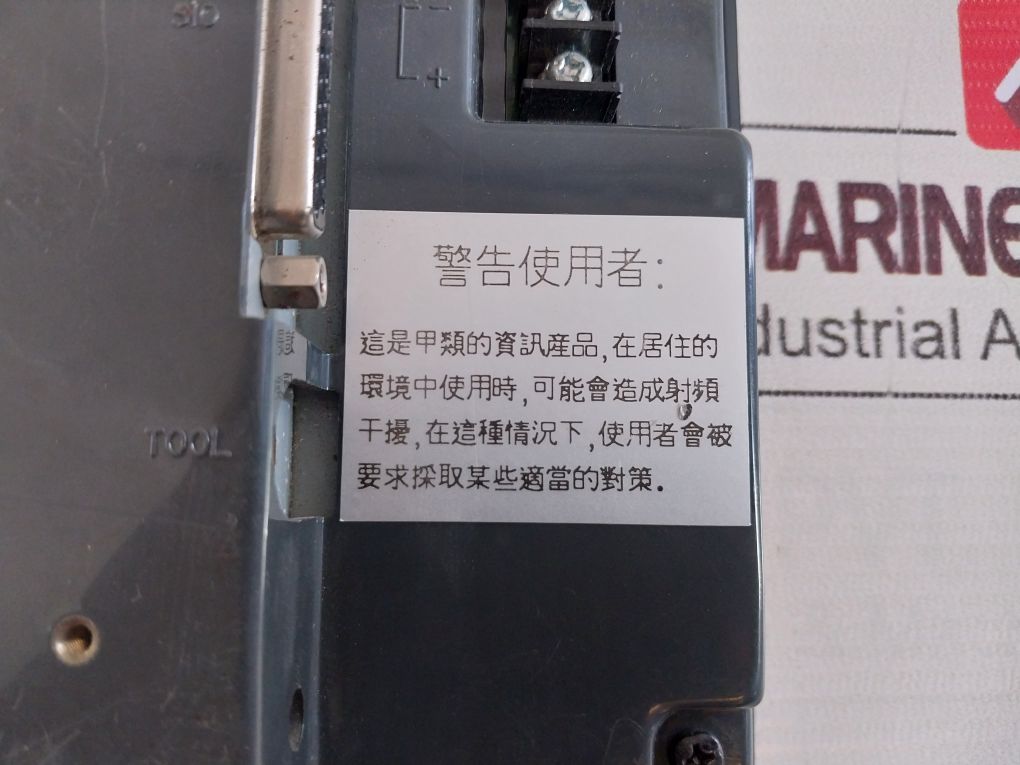 SIO
-
+
MARINE
dustrial A
警告使用者:
這是甲類的資訊產品,在居住的
環境中使用時,可能會造成射頻
干擾,在這種情況下,使用者會被
要求採取某些適當的對策.
TOOL